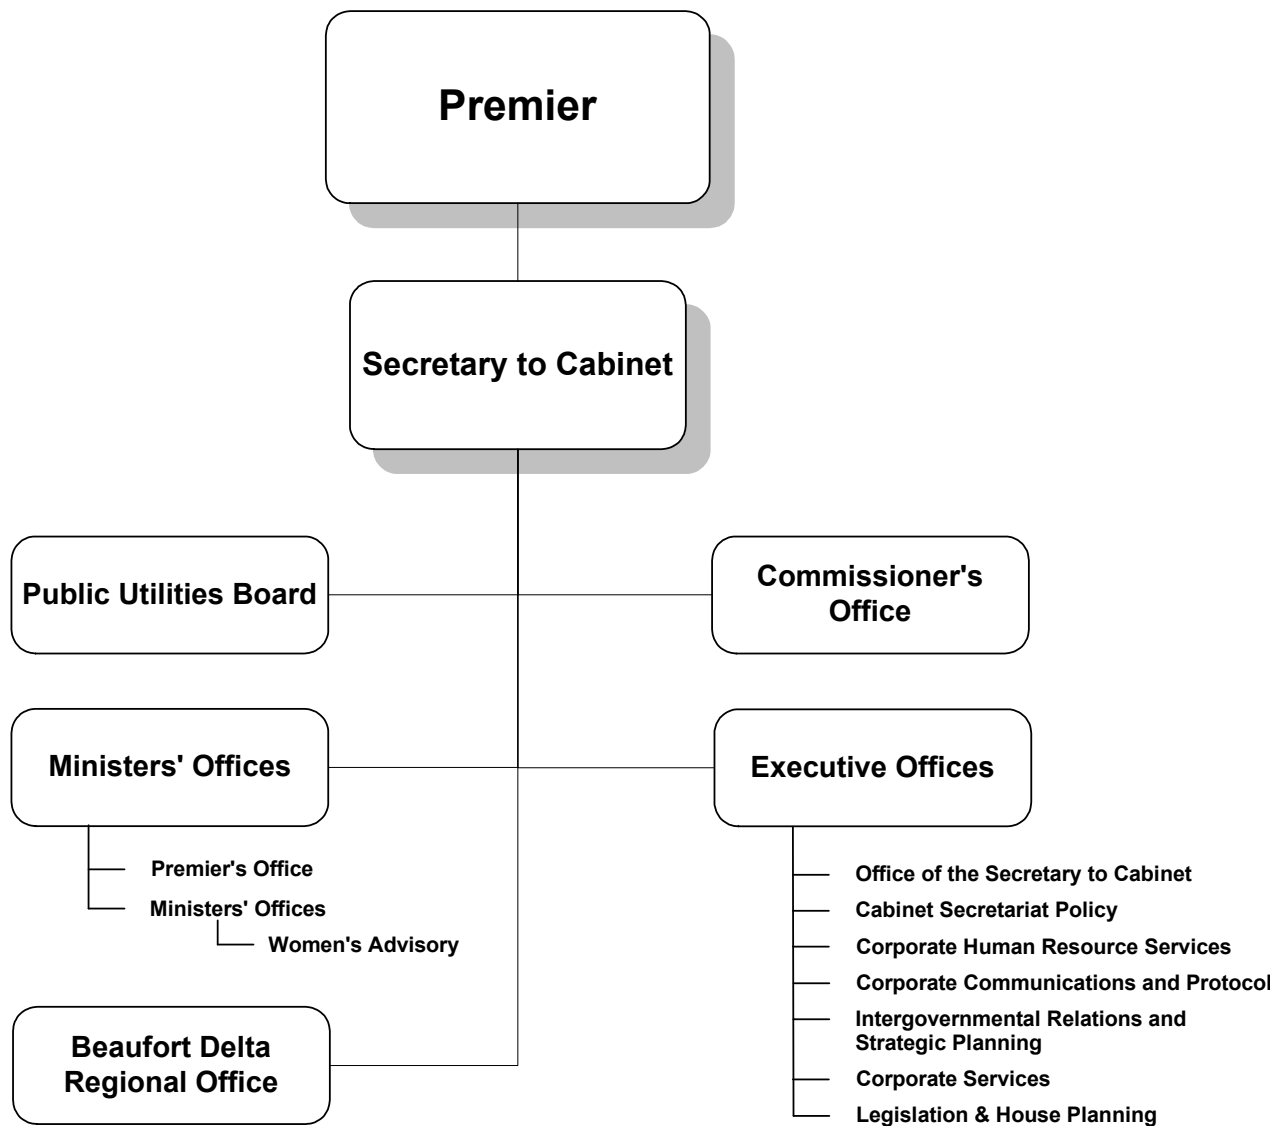 Premier
Secretary to Cabinet
Public Utilities Board
Commissioner's
Office
Ministers' Offices
Premier's Office
Ministers' Offices
Women's Advisory
Executive Offices
Office of the Secretary to Cabinet
Cabinet Secretariat Policy
Corporate Human Resource Services
Corporate Communications and Protocol
Intergovernmental Relations and
Strategic Planning
Corporate Services
Legislation & House Planning
Beaufort Delta
Regional Office